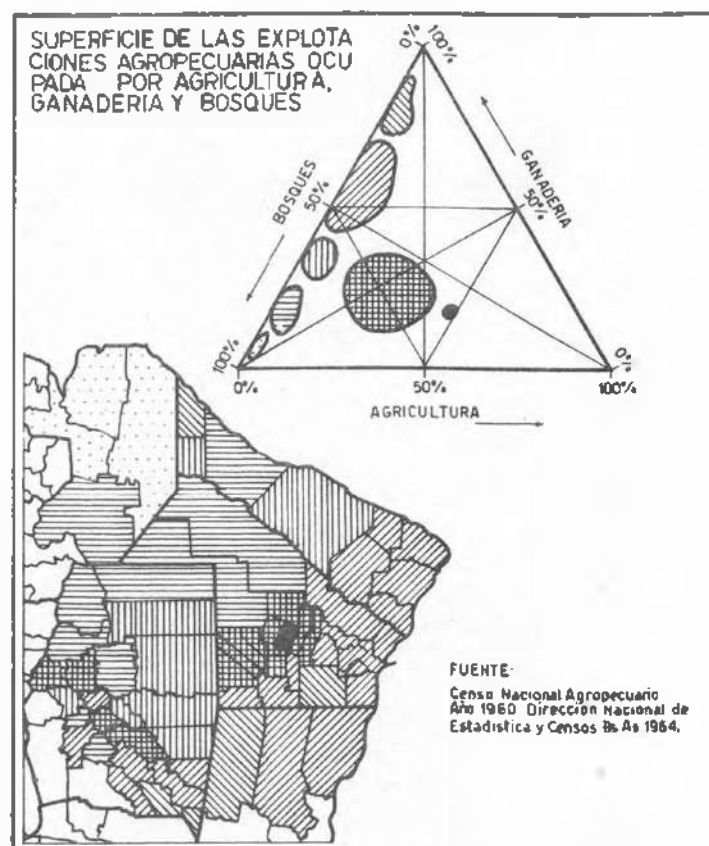 SUPERFICIE DE LAS EXPLOTA
CIONES AGROPECUARIAS OCU
PADA POR AGRICULTURA,
GANADERIA Y BOSQUES
0%
100%
BOSQUES
50%
GANADERIA
50%
100%
0%
0%
50%
100%
AGRICULTURA
FUENTE-
Censo Nacional Agropecuario
Año 1960 Dirección Nacional de
Estadistica y Censos Bs As 1964.